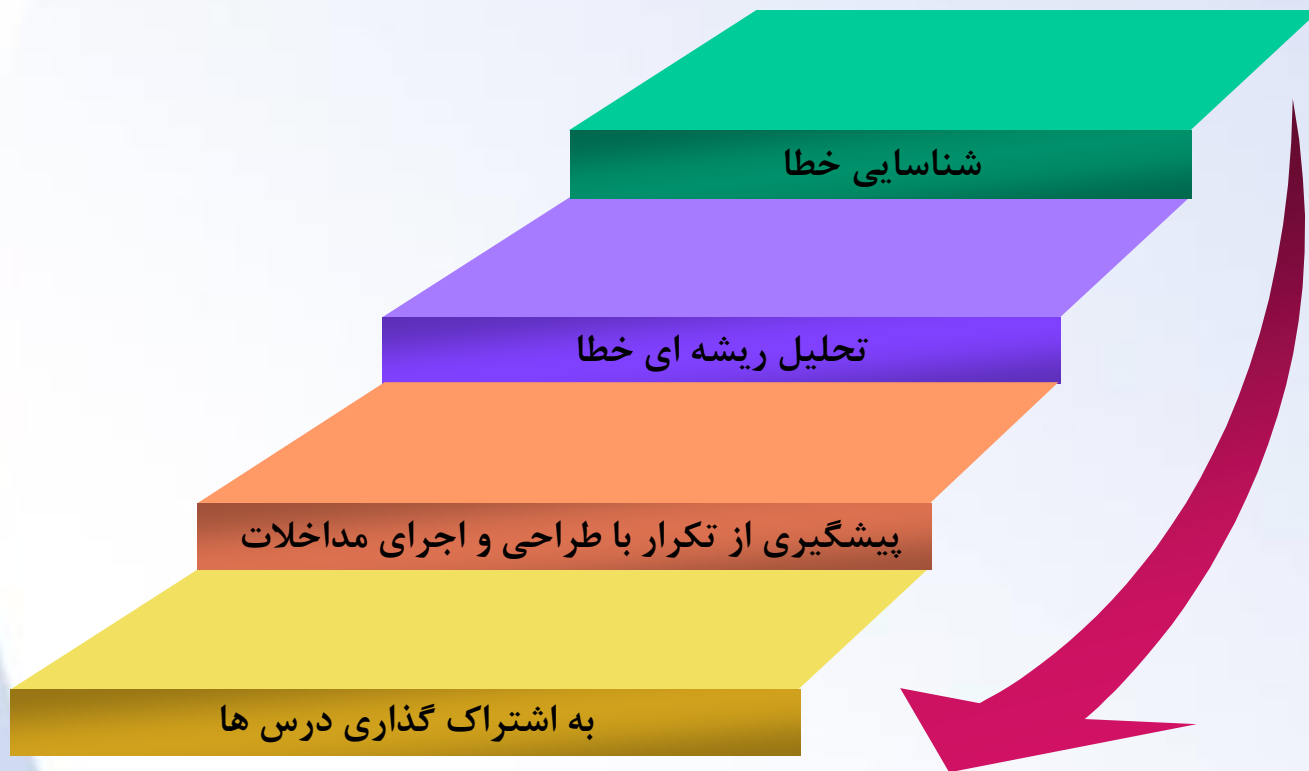 شناسایی خطا
تحلیل ریشه ای خطا
پیشگیری از تکرار با طراحی و اجرای مداخلات
به اشتراک گذاری درس ها